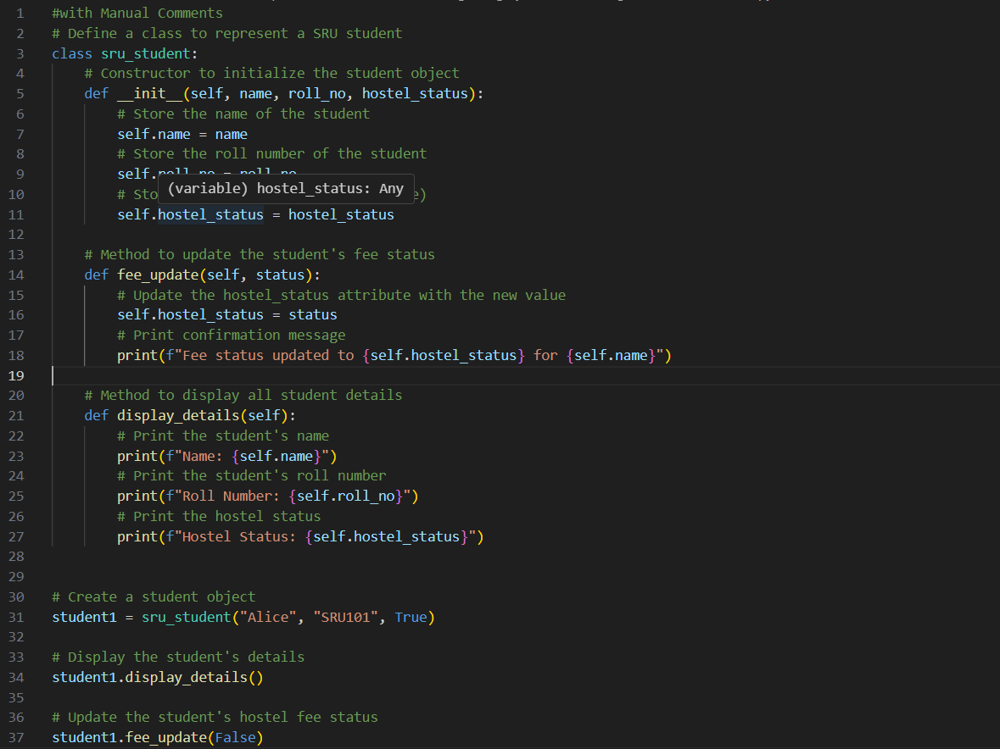 1 #with Manual Comments
2 # Define a class to represent a SRU student
3 class sru_student:
4     # Constructor to initialize the student object
5     def __init__(self, name, roll_no, hostel_status):
6         # Store the name of the student
7         self.name = name
8         # Store the roll number of the student
9         self.roll_no = roll_no
(variable) hostel_status: Any
10         # Sto e)
11         self.hostel_status = hostel_status
12
13     # Method to update the student's fee status
14     def fee_update(self, status):
15         # Update the hostel_status attribute with the new value
16         self.hostel_status = status
17         # Print confirmation message
18         print(f"Fee status updated to {self.hostel_status} for {self.name}")
19
20     # Method to display all student details
21     def display_details(self):
22         # Print the student's name
23         print(f"Name: {self.name}")
24         # Print the student's roll number
25         print(f"Roll Number: {self.roll_no}")
26         # Print the hostel status
27         print(f"Hostel Status: {self.hostel_status}")
28
29
30 # Create a student object
31 student1 = sru_student("Alice", "SRU101", True)
32
33 # Display the student's details
34 student1.display_details()
35
36 # Update the student's hostel fee status
37 student1.fee_update(False)